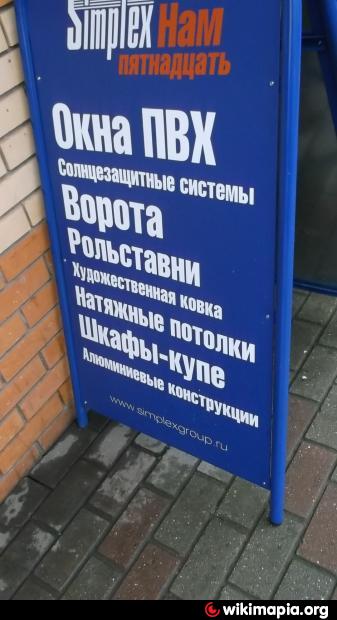 Simplex Нам
пятнадцать
Окна ПВХ
Солнцезащитные системы
Ворота
Рольставни
Художественная ковка
Натяжные потолки
Шкафы-купе
Алюминиевые конструкции
www.simplexgroup.ru
wikimapia.org